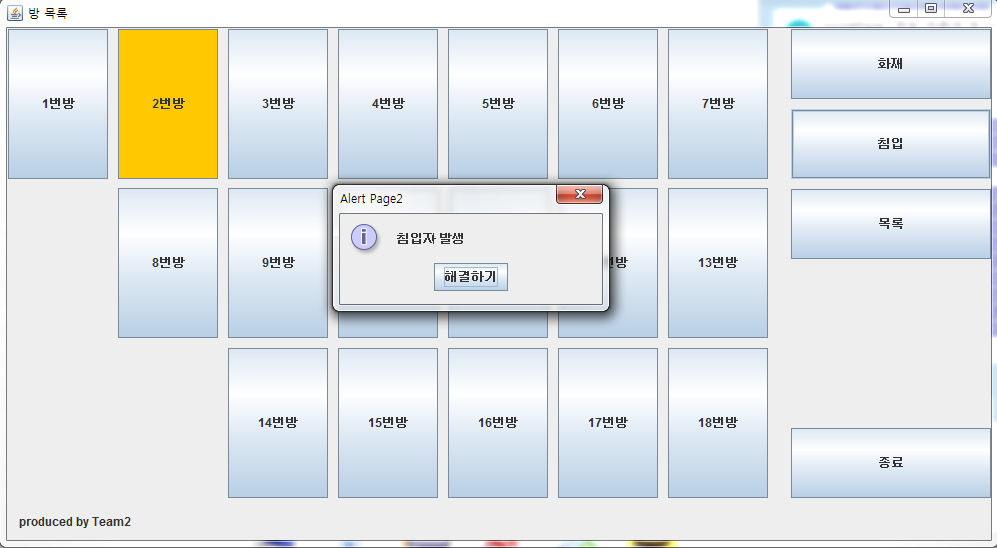 방 목록
1번방
2번방
3번방
4번방
5번방
6번방
7번방
화재
침입
Alert Page2
침입자 발생
해결하기
8번방
9번방
번방
13번방
목록
14번방
15번방
16번방
17번방
18번방
종료
produced by Team2